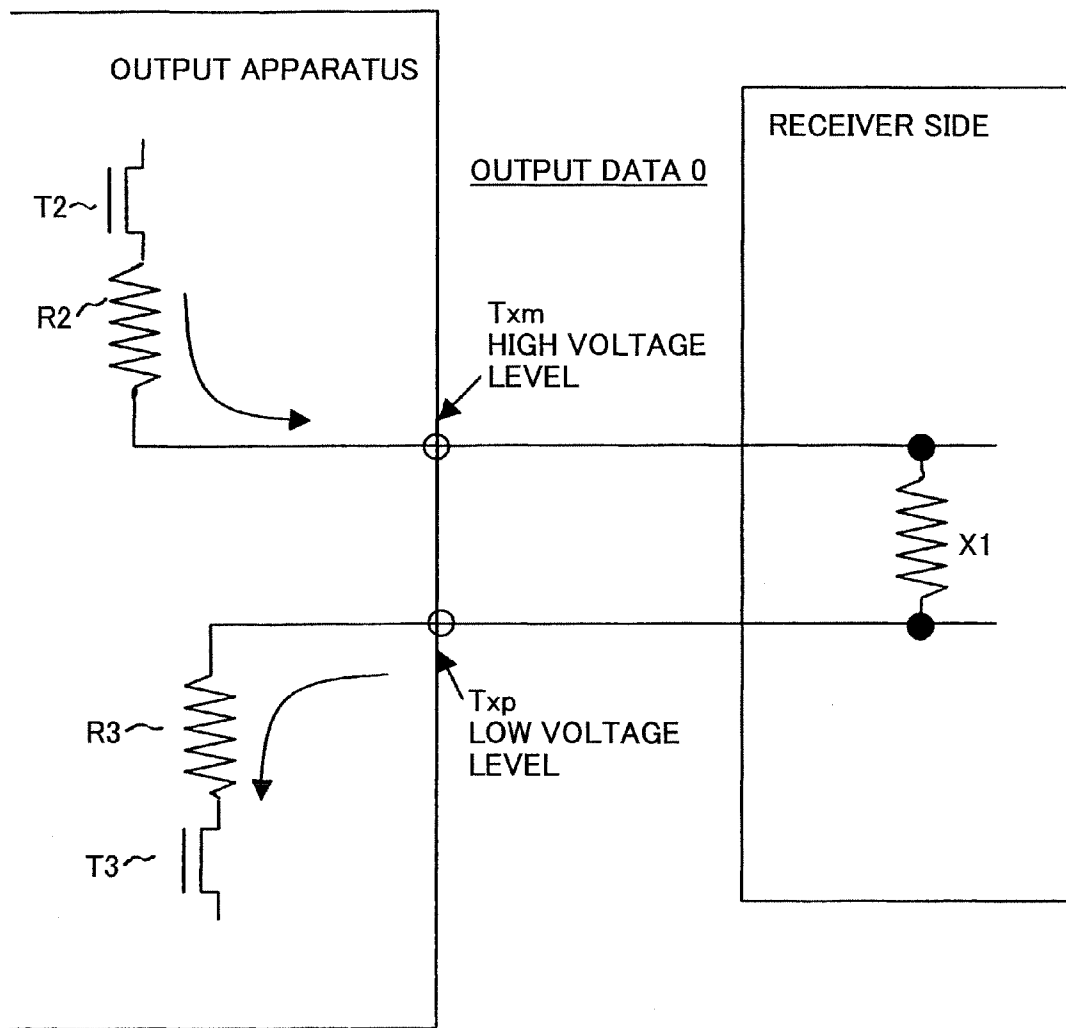 OUTPUT APPARATUS
RECEIVER SIDE
OUTPUT DATA 0
T2
R2
Txm
HIGH VOLTAGE
LEVEL
X1
R3
Txp
LOW VOLTAGE
LEVEL
T3